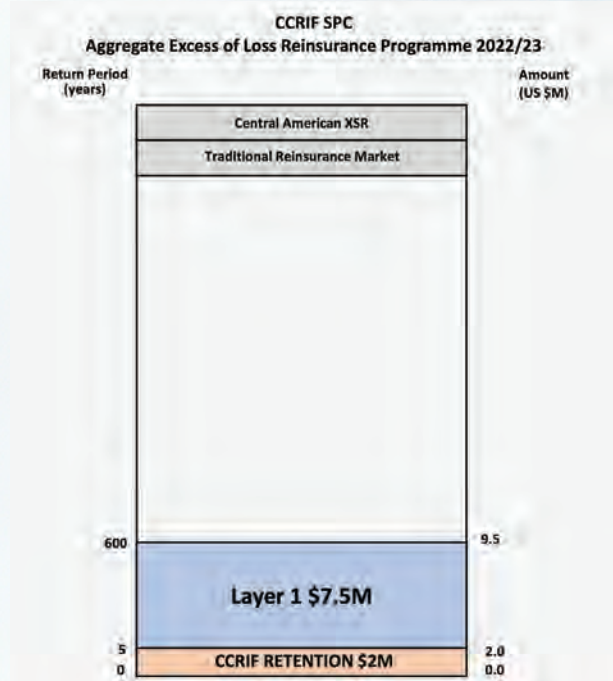 CCRIF SPC
Aggregate Excess of Loss Reinsurance Programme 2022/23
Return Period
(years)
Amount
(US $M)
Central American XSR
Traditional Reinsurance Market
600
9.5
Layer 1 $7.5M
5
2.0
CCRIF RETENTION $2M
0
0.0